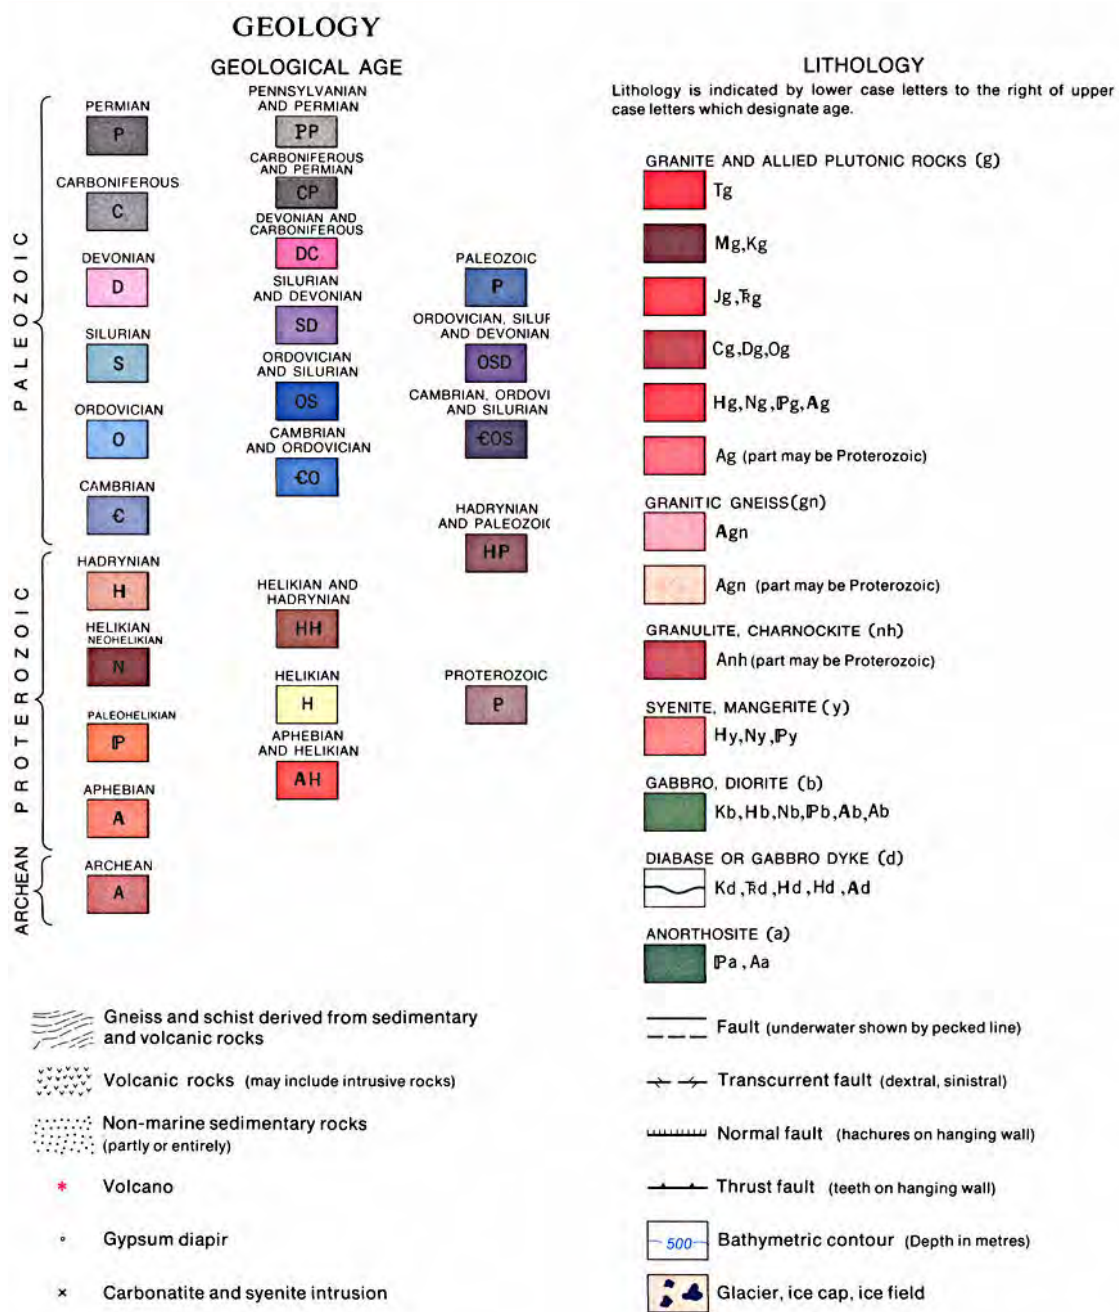 GEOLOGY
GEOLOGICAL AGE
PALEOZOIC
PERMIAN
P
CARBONIFEROUS
C
DEVONIAN
D
SILURIAN
S
ORDOVICIAN
O
CAMBRIAN
Є
PROTEROZOIC
HADRYNIAN
H
HELIKIAN
NEOHELIKIAN
N
PALEOHELIKIAN
ℙ
APHEBIAN
A
ARCHEAN
ARCHEAN
A
PENNSYLVANIAN
AND PERMIAN
PP
CARBONIFEROUS
AND PERMIAN
CP
DEVONIAN AND
CARBONIFEROUS
DC
SILURIAN
AND DEVONIAN
SD
ORDOVICIAN
AND SILURIAN
OS
CAMBRIAN
AND ORDOVICIAN
ЄO
HELIKIAN AND
HADRYNIAN
HH
HELIKIAN
H
APHEBIAN
AND HELIKIAN
AH
PALEOZOIC
P
ORDOVICIAN, SILUF
AND DEVONIAN
OSD
CAMBRIAN, ORDOVI
AND SILURIAN
ЄOS
HADRYNIAN
AND PALEOZOIC
HP
PROTEROZOIC
P
Gneiss and schist derived from sedimentary
and volcanic rocks
Volcanic rocks (may include intrusive rocks)
Non-marine sedimentary rocks
(partly or entirely)
Volcano
Gypsum diapir
Carbonatite and syenite intrusion
LITHOLOGY
Lithology is indicated by lower case letters to the right of upper
case letters which designate age.
GRANITE AND ALLIED PLUTONIC ROCKS (g)
Tg
Mg,Kg
Jg,Ꞧg
Cg,Dg,Og
Hg,Ng,ℙg,Ag
Ag (part may be Proterozoic)
GRANITIC GNEISS(gn)
Agn
Agn (part may be Proterozoic)
GRANULITE, CHARNOCKITE (nh)
Anh (part may be Proterozoic)
SYENITE, MANGERITE (y)
Hy,Ny,ℙy
GABBRO, DIORITE (b)
Kb,Hb,Nb,ℙb,Ab,Ab
DIABASE OR GABBRO DYKE (d)
Kd,Ꞧd,Hd,Hd,Ad
ANORTHOSITE (a)
ℙa,Aa
Fault (underwater shown by pecked line)
Transcurrent fault (dextral, sinistral)
Normal fault (hachures on hanging wall)
Thrust fault (teeth on hanging wall)
500
Bathymetric contour (Depth in metres)
Glacier, ice cap, ice field